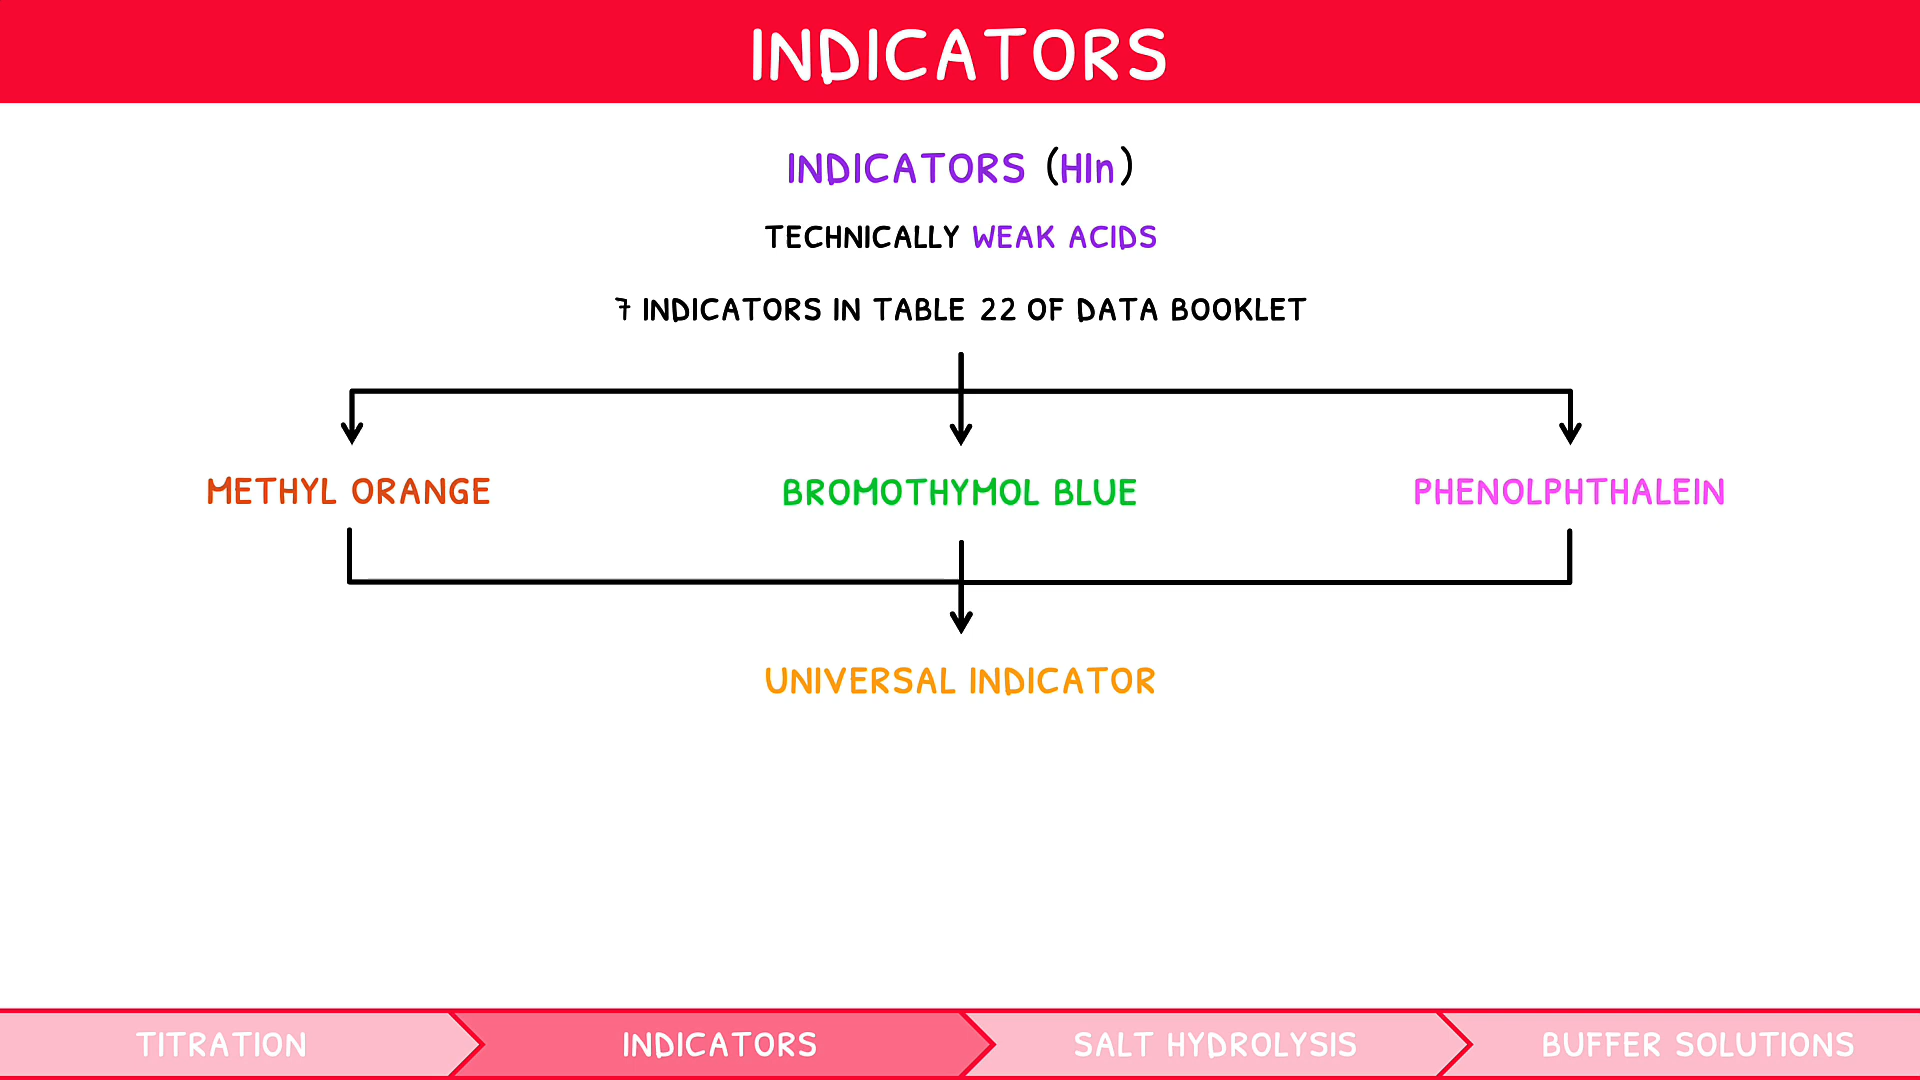 INDICATORS
INDICATORS (HIn)
TECHNICALLY WEAK ACIDS
7 INDICATORS IN TABLE 22 OF DATA BOOKLET
METHYL ORANGE
BROMOTHYMOL BLUE
PHENOLPHTHALEIN
UNIVERSAL INDICATOR
TITRATION
INDICATORS
SALT HYDROLYSIS
BUFFER SOLUTIONS